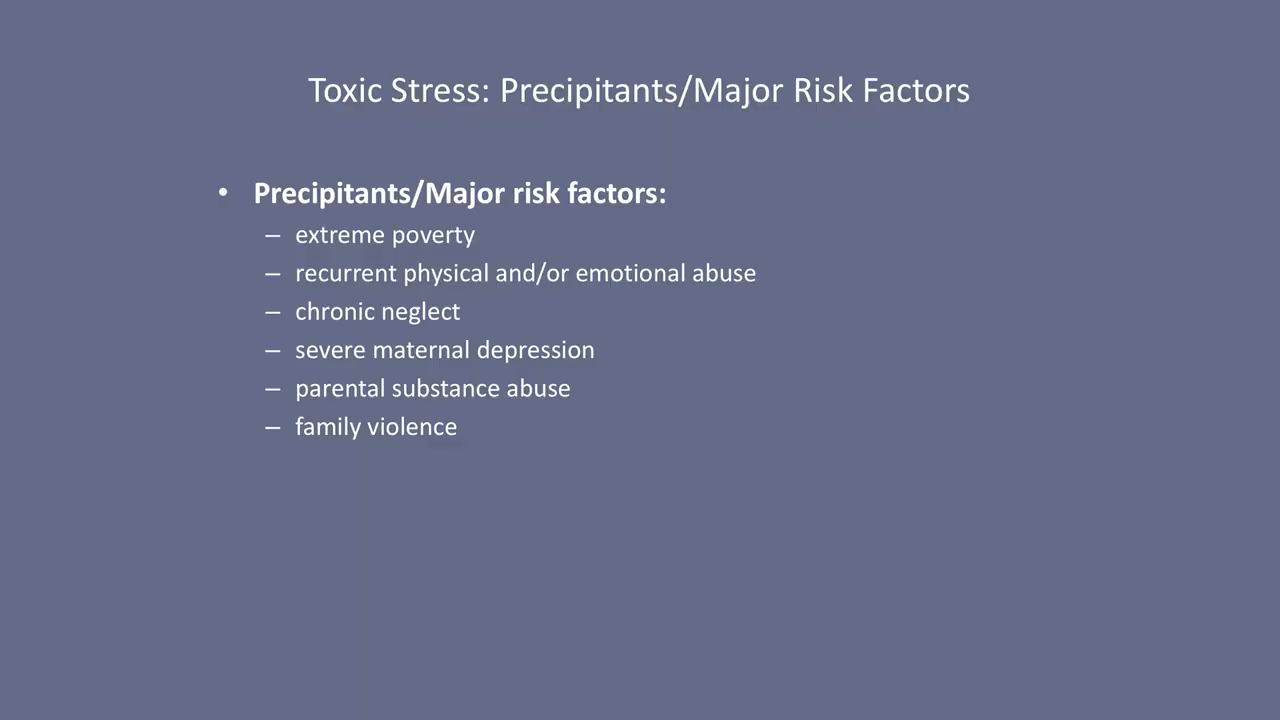 Toxic Stress: Precipitants/Major Risk Factors
• Precipitants/Major risk factors:
– extreme poverty
– recurrent physical and/or emotional abuse
– chronic neglect
– severe maternal depression
– parental substance abuse
– family violence